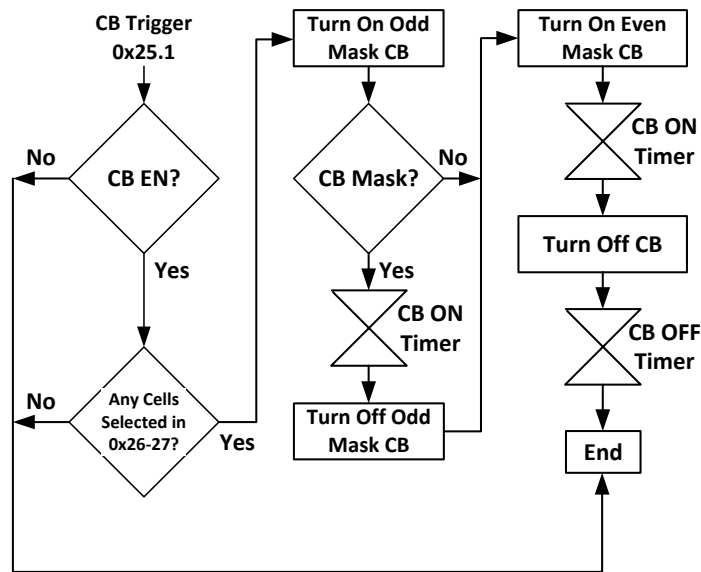 CB Trigger
0x25.1
CB EN?
No
Yes
Any Cells
Selected in
0x26-27?
No
Yes
Turn On Odd
Mask CB
CB Mask?
No
Yes
CB ON
Timer
Turn Off Odd
Mask CB
Turn On Even
Mask CB
CB ON
Timer
Turn Off CB
CB OFF
Timer
End